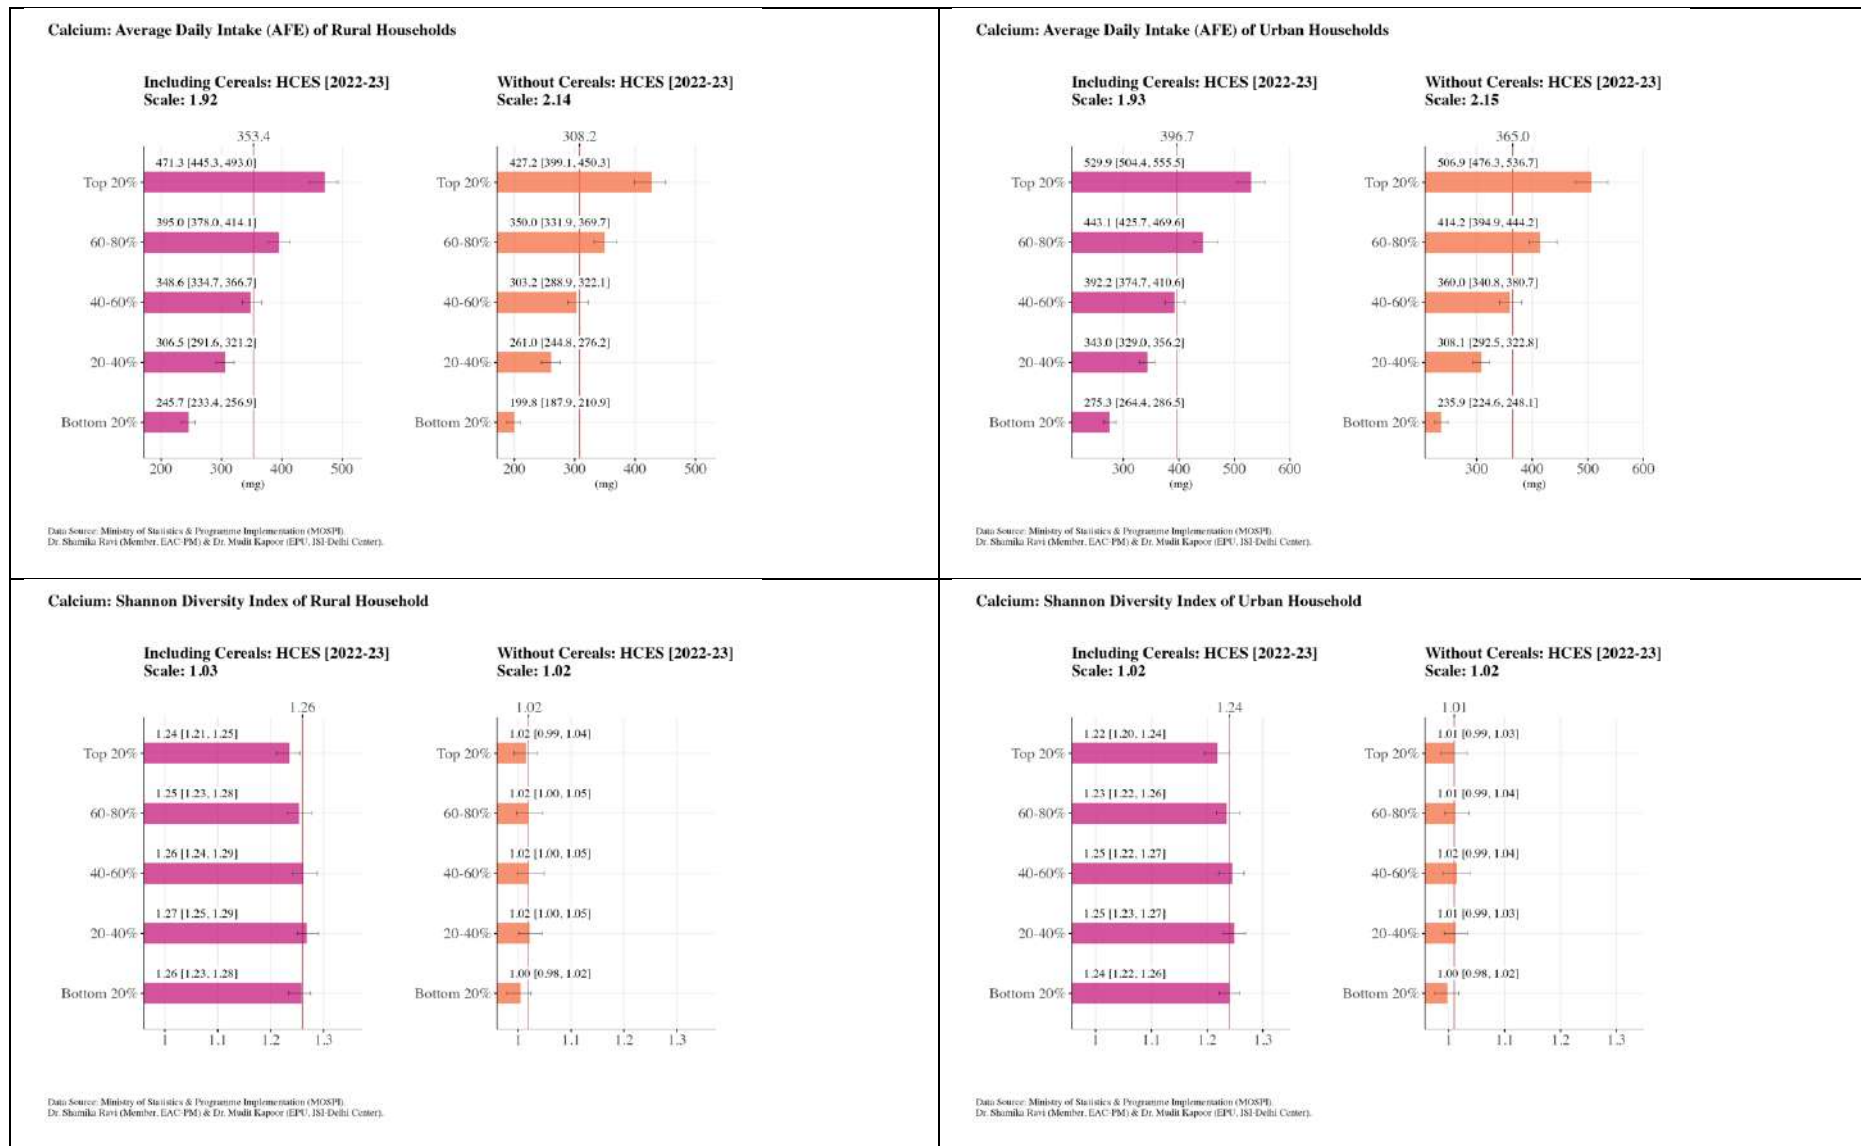 Calcium: Average Daily Intake (AFE) of Rural Households
Including Cereals: HCES [2022-23]
Scale: 1.92
353.4
Top 20%
471.3 [445.3, 493.0]
60-80%
395.0 [378.0, 414.1]
40-60%
348.6 [334.7, 366.7]
20-40%
306.5 [291.6, 321.2]
Bottom 20%
245.7 [233.4, 256.9]
200 300 400 500
(mg)
Without Cereals: HCES [2022-23]
Scale: 2.14
308.2
Top 20%
427.2 [399.1, 450.3]
60-80%
350.0 [331.9, 369.7]
40-60%
303.2 [288.9, 322.1]
20-40%
261.0 [244.8, 276.2]
Bottom 20%
199.8 [187.9, 210.9]
200 300 400 500
(mg)
Data Source: Ministry of Statistics & Programme Implementation (MOSPI).
Dr. Shamika Ravi (Member, EAC-PM) & Dr. Mudit Kapoor (EPU, ISI-Delhi Center).
Calcium: Average Daily Intake (AFE) of Urban Households
Including Cereals: HCES [2022-23]
Scale: 1.93
396.7
Top 20%
529.9 [504.4, 555.5]
60-80%
443.1 [425.7, 469.6]
40-60%
392.2 [374.7, 410.6]
20-40%
343.0 [329.0, 356.2]
Bottom 20%
275.3 [264.4, 286.5]
300 400 500 600
(mg)
Without Cereals: HCES [2022-23]
Scale: 2.15
365.0
Top 20%
506.9 [476.3, 536.7]
60-80%
414.2 [394.9, 444.2]
40-60%
360.0 [340.8, 380.7]
20-40%
308.1 [292.5, 322.8]
Bottom 20%
235.9 [224.6, 248.1]
300 400 500 600
(mg)
Data Source: Ministry of Statistics & Programme Implementation (MOSPI).
Dr. Shamika Ravi (Member, EAC-PM) & Dr. Mudit Kapoor (EPU, ISI-Delhi Center).
Calcium: Shannon Diversity Index of Rural Household
Including Cereals: HCES [2022-23]
Scale: 1.03
1.26
Top 20%
1.24 [1.21, 1.25]
60-80%
1.25 [1.23, 1.28]
40-60%
1.26 [1.24, 1.29]
20-40%
1.27 [1.25, 1.29]
Bottom 20%
1.26 [1.23, 1.28]
1 1.1 1.2 1.3
Without Cereals: HCES [2022-23]
Scale: 1.02
1.02
Top 20%
1.02 [0.99, 1.04]
60-80%
1.02 [1.00, 1.05]
40-60%
1.02 [1.00, 1.05]
20-40%
1.02 [1.00, 1.05]
Bottom 20%
1.00 [0.98, 1.02]
1 1.1 1.2 1.3
Data Source: Ministry of Statistics & Programme Implementation (MOSPI).
Dr. Shamika Ravi (Member, EAC-PM) & Dr. Mudit Kapoor (EPU, ISI-Delhi Center).
Calcium: Shannon Diversity Index of Urban Household
Including Cereals: HCES [2022-23]
Scale: 1.02
1.24
Top 20%
1.22 [1.20, 1.24]
60-80%
1.23 [1.22, 1.26]
40-60%
1.25 [1.22, 1.27]
20-40%
1.25 [1.23, 1.27]
Bottom 20%
1.24 [1.22, 1.26]
1 1.1 1.2 1.3
Without Cereals: HCES [2022-23]
Scale: 1.02
1.01
Top 20%
1.01 [0.99, 1.03]
60-80%
1.01 [0.99, 1.04]
40-60%
1.02 [0.99, 1.04]
20-40%
1.01 [0.99, 1.03]
Bottom 20%
1.00 [0.98, 1.02]
1 1.1 1.2 1.3
Data Source: Ministry of Statistics & Programme Implementation (MOSPI).
Dr. Shamika Ravi (Member, EAC-PM) & Dr. Mudit Kapoor (EPU, ISI-Delhi Center).